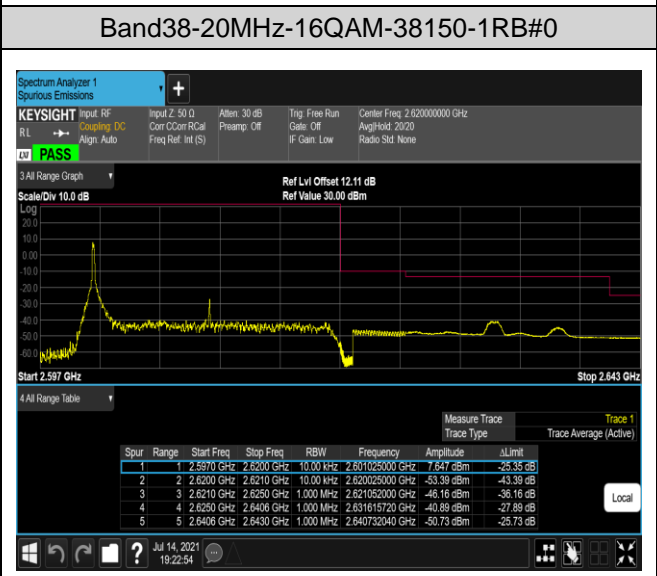 Band38-20MHz-16QAM-38150-1RB#0
Spectrum Analyzer 1
Spurious Emissions
+
KEYSIGHT Input: RF Input Z: 50 Ω Atten: 30 dB Trig: Free Run Center Freq: 2.620000000 GHz
RL Coupling: DC Corr CCorr RCal Preamp: Off Gate: Off Avg|Hold: 20/20
Align: Auto Freq Ref: Int (S) IF Gain: Low Radio Std: None
LXI PASS
3 All Range Graph Ref Lvl Offset 12.11 dB
Scale/Div 10.0 dB Ref Value 30.00 dBm
Log
20.0
10.0
0.00
-10.0
-20.0
-30.0
-40.0
-50.0
-60.0
Start 2.597 GHz Stop 2.643 GHz
4 All Range Table
Measure Trace Trace 1
Trace Type Trace Average (Active)
Spur Range Start Freq Stop Freq RBW Frequency Amplitude ΔLimit
1 1 2.5970 GHz 2.6200 GHz 10.00 kHz 2.601025000 GHz 7.647 dBm -25.35 dB
2 2 2.6200 GHz 2.6210 GHz 10.00 kHz 2.620025000 GHz -53.39 dBm -43.39 dB
3 3 2.6210 GHz 2.6250 GHz 1.000 MHz 2.621052000 GHz -46.16 dBm -36.16 dB
4 4 2.6250 GHz 2.6406 GHz 1.000 MHz 2.631615720 GHz -40.89 dBm -27.89 dB
5 5 2.6406 GHz 2.6430 GHz 1.000 MHz 2.640732040 GHz -50.73 dBm -25.73 dB
Local
? Jul 14, 2021
19:22:54